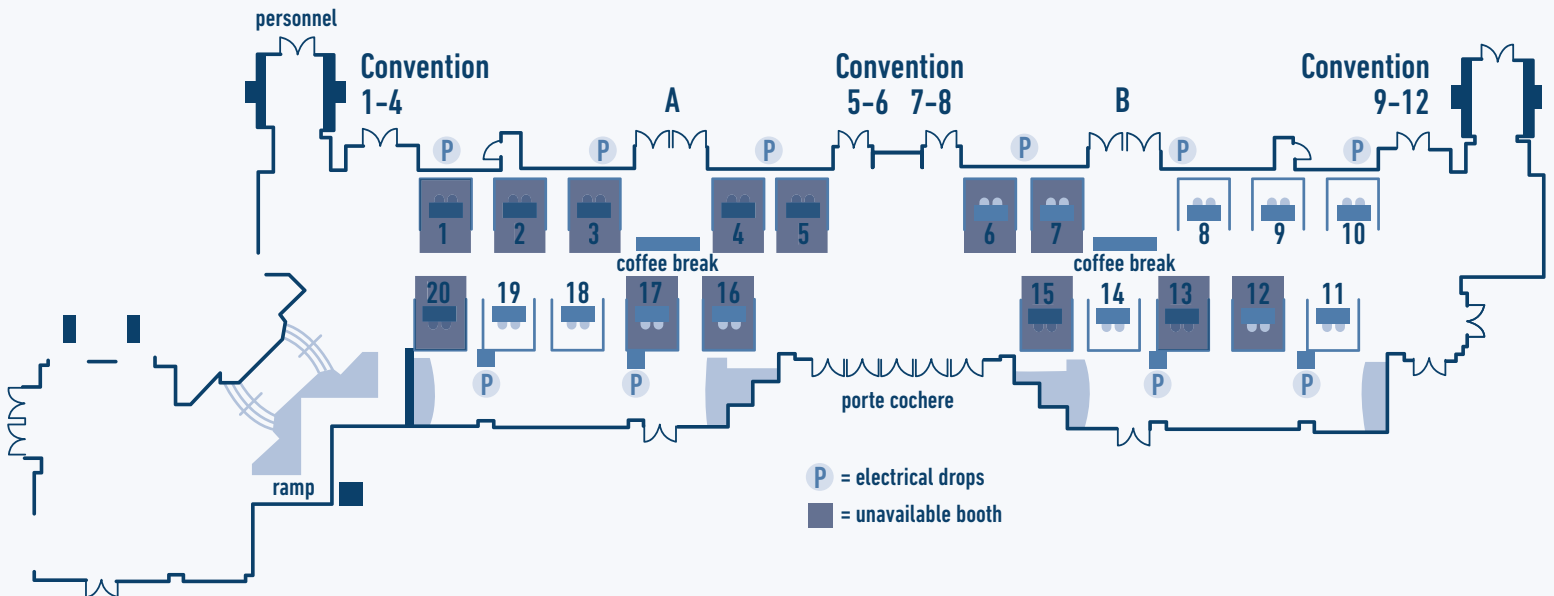 personnel
Convention
1-4
A
Convention
5-6 7-8
B
Convention
9-12
P
P
P
P
P
P
1
2
3
4
5
6
7
8
9
10
coffee break
coffee break
20
19
18
17
16
15
14
13
12
11
P
P
P
P
porte cochere
ramp
P = electrical drops
= unavailable booth